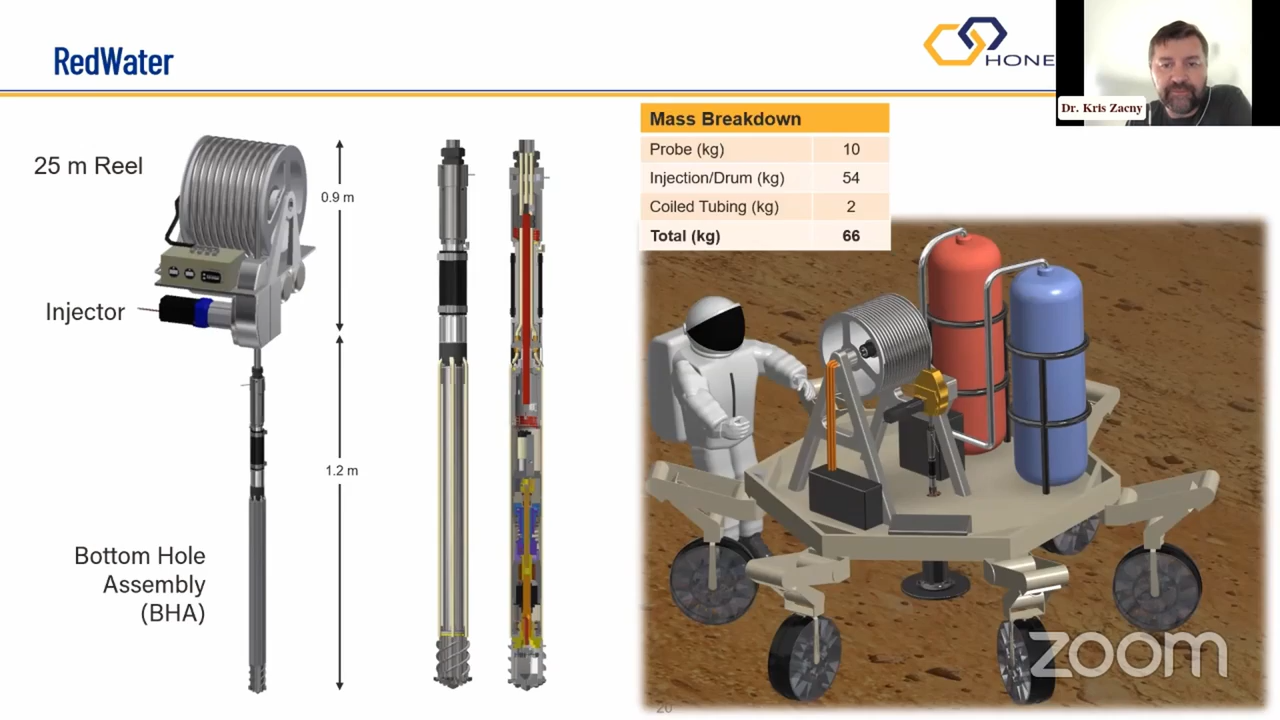 RedWater
HONE
Dr. Kris Zacny
25 m Reel
0.9 m
Injector
1.2 m
Bottom Hole
Assembly
(BHA)
Mass Breakdown
Probe (kg) 10
Injection/Drum (kg) 54
Coiled Tubing (kg) 2
Total (kg) 66
zoom
20